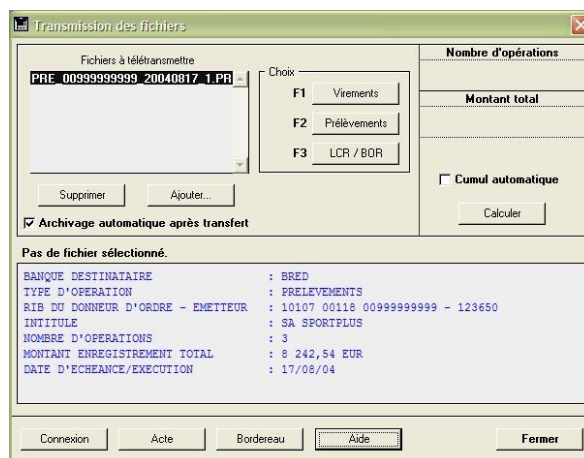 Transmission des fichiers
Fichiers à télétransmettre
PRE_00999999999_20040817_1.PR
Choix
F1 Virements
F2 Prélèvements
F3 LCR / BOR
Nombre d'opérations
Montant total
Cumul automatique
Calculer
Supprimer
Ajouter...
Archivage automatique après transfert
Pas de fichier sélectionné.
BANQUE DESTINATAIRE : BRED
TYPE D'OPERATION : PRELEVEMENTS
RIB DU DONNEUR D'ORDRE - EMETTEUR : 10107 00118 00999999999 - 123650
INTITULE : SA SPORTPLUS
NOMBRE D'OPERATIONS : 3
MONTANT ENREGISTREMENT TOTAL : 8 242,54 EUR
DATE D'ECHEANCE/EXECUTION : 17/08/04
Connexion
Acte
Bordereau
Aide
Fermer